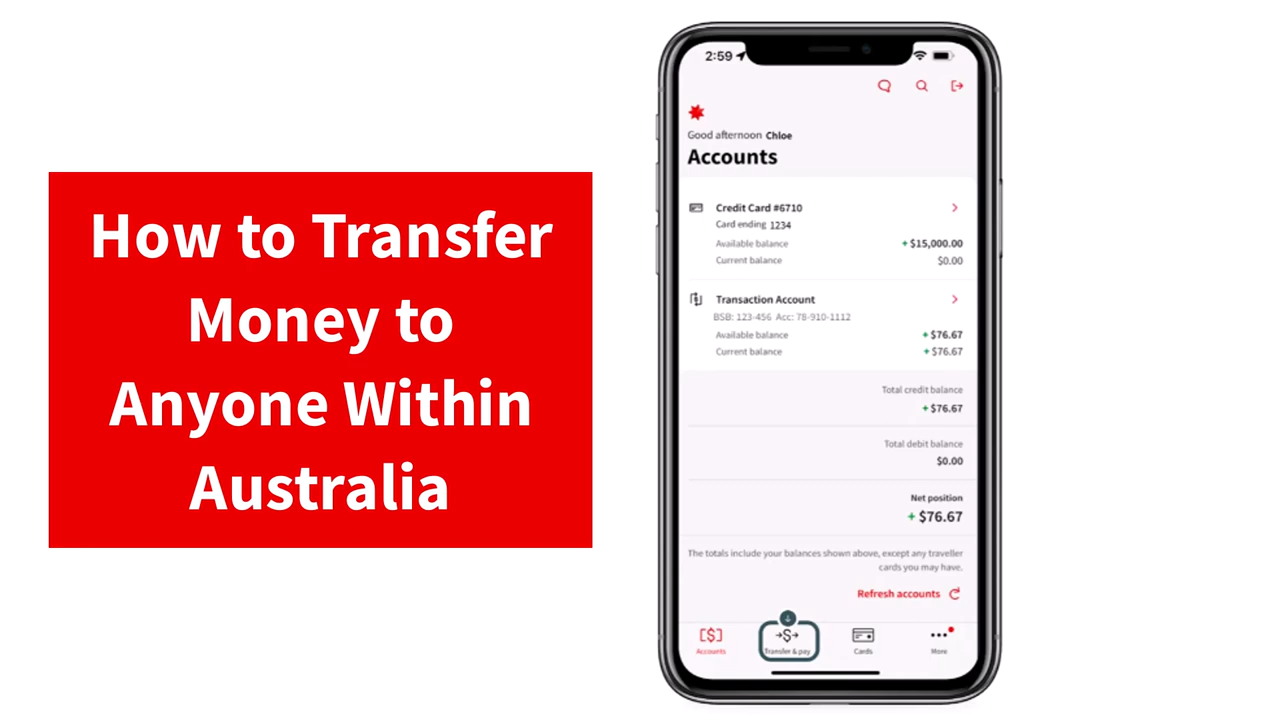 How to Transfer
Money to
Anyone Within
Australia
2:59
Good afternoon Chloe
Accounts
Credit Card #6710
Card ending 1234
Available balance + $15,000.00
Current balance $0.00
Transaction Account
BSB: 123-456 Acc: 78-910-1112
Available balance + $76.67
Current balance + $76.67
Total credit balance
+ $76.67
Total debit balance
$0.00
Net position
+ $76.67
The totals include your balances shown above, except any traveller
cards you may have.
Refresh accounts
Accounts Transfer & pay Cards More